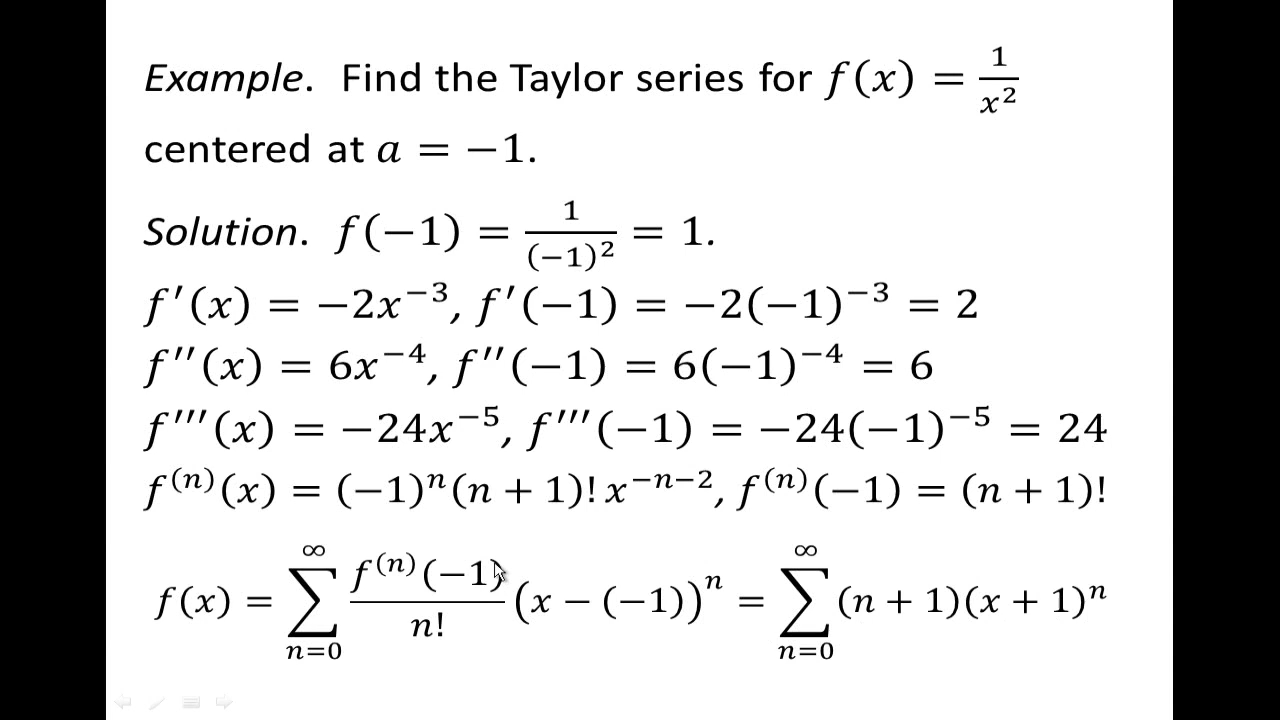 Example. Find the Taylor series for f(x) = 1/x²
centered at a = −1.
Solution. f(−1) = 1/(−1)² = 1.
f′(x) = −2x⁻³, f′(−1) = −2(−1)⁻³ = 2
f′′(x) = 6x⁻⁴, f′′(−1) = 6(−1)⁻⁴ = 6
f′′′(x) = −24x⁻⁵, f′′′(−1) = −24(−1)⁻⁵ = 24
f⁽ⁿ⁾(x) = (−1)ⁿ(n + 1)! x⁻ⁿ⁻², f⁽ⁿ⁾(−1) = (n + 1)!
f(x) = ∑_{n=0}^{∞} f⁽ⁿ⁾(−1)/n! (x − (−1))ⁿ = ∑_{n=0}^{∞} (n + 1)(x + 1)ⁿ